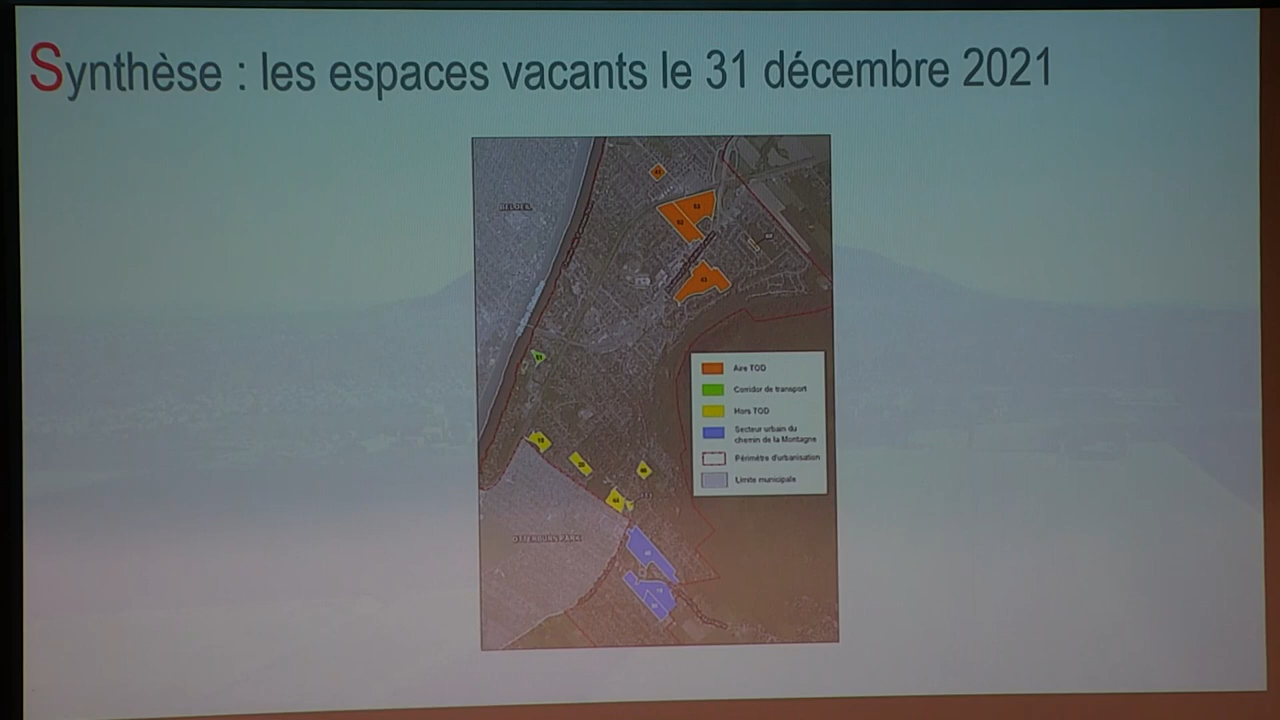 Synthèse : les espaces vacants le 31 décembre 2021
BELOEIL
Aire TOD
Corridor de transport
Hors TOD
Secteur urbain du
chemin de la Montagne
Périmètre d'urbanisation
Limite municipale
OTTERBURN PARK